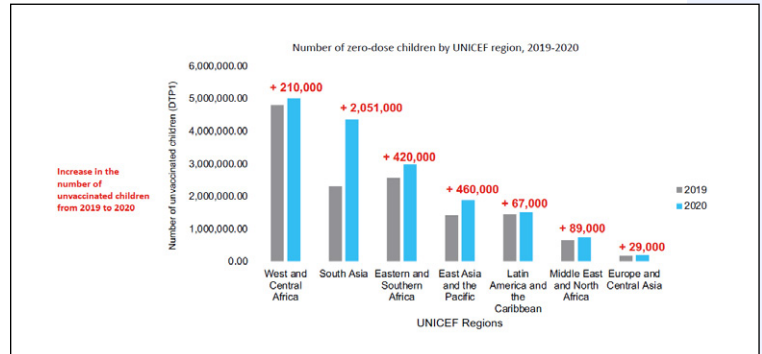 Number of zero-dose children by UNICEF region, 2019-2020
Number of unvaccinated children (DTP1)
6,000,000.00
5,000,000.00
4,000,000.00
3,000,000.00
2,000,000.00
1,000,000.00
0.00
+ 210,000
+ 2,051,000
+ 420,000
+ 460,000
+ 67,000
+ 89,000
+ 29,000
Increase in the
number of
unvaccinated children
from 2019 to 2020
2019
2020
West and
Central
Africa
South Asia
Eastern and
Southern
Africa
East Asia
and the
Pacific
Latin
America and
the
Caribbean
Middle East
and North
Africa
Europe and
Central Asia
UNICEF Regions